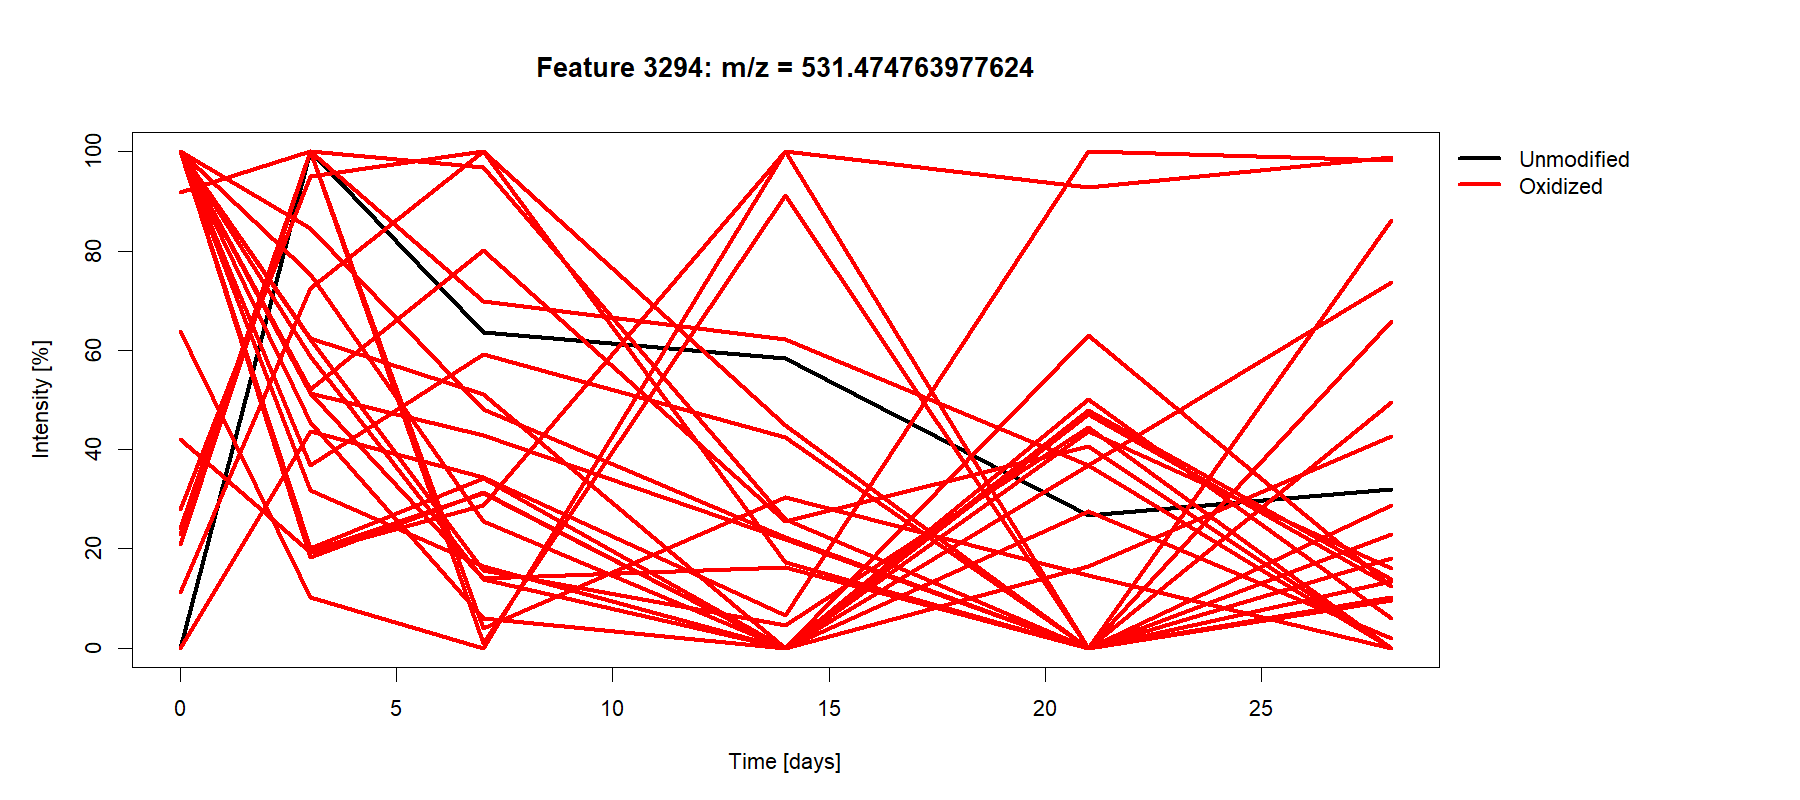 Feature 3294: m/z = 531.474763977624
Unmodified
Oxidized
Intensity [%]
100
80
60
40
20
0
0 5 10 15 20 25
Time [days]